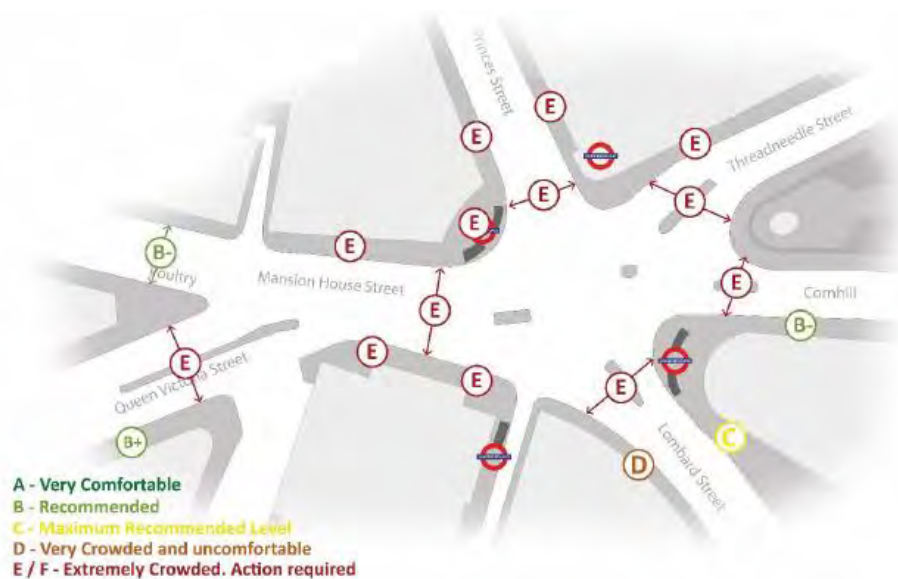 Princes Street
E
E
E
Threadneedle Street
E
E
E
B-
E
Poultry
Mansion House Street
E
E
Cornhill
B-
E
E
E
E
Queen Victoria Street
B+
C
D
Lombard Street
A - Very Comfortable
B - Recommended
C - Maximum Recommended Level
D - Very Crowded and uncomfortable
E / F - Extremely Crowded. Action required